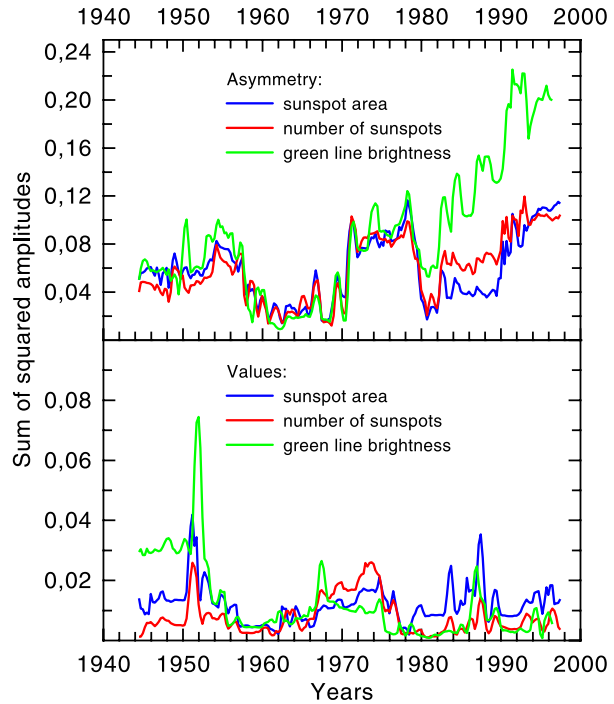 1940 1950 1960 1970 1980 1990 2000
0,24
Asymmetry:
sunspot area
0,20
number of sunspots
green line brightness
0,16
0,12
0,08
0,04
Sum of squared amplitudes
Values:
sunspot area
0,08
number of sunspots
green line brightness
0,06
0,04
0,02
1940 1950 1960 1970 1980 1990 2000
Years